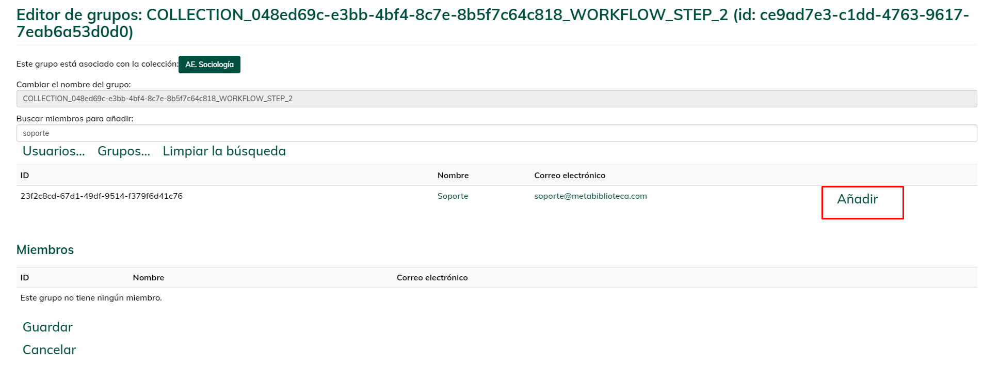 Editor de grupos: COLLECTION_048ed69c-e3bb-4bf4-8c7e-8b5f7c64c818_WORKFLOW_STEP_2 (id: ce9ad7e3-c1dd-4763-9617-
7eab6a53d0d0)
Este grupo está asociado con la colección: AE. Sociología
Cambiar el nombre del grupo:
COLLECTION_048ed69c-e3bb-4bf4-8c7e-8b5f7c64c818_WORKFLOW_STEP_2
Buscar miembros para añadir:
soporte
Usuarios... Grupos... Limpiar la búsqueda
ID Nombre Correo electrónico
23f2c8cd-67d1-49df-9514-f379f6d41c76 Soporte soporte@metabiblioteca.com Añadir
Miembros
ID Nombre Correo electrónico
Este grupo no tiene ningún miembro.
Guardar
Cancelar